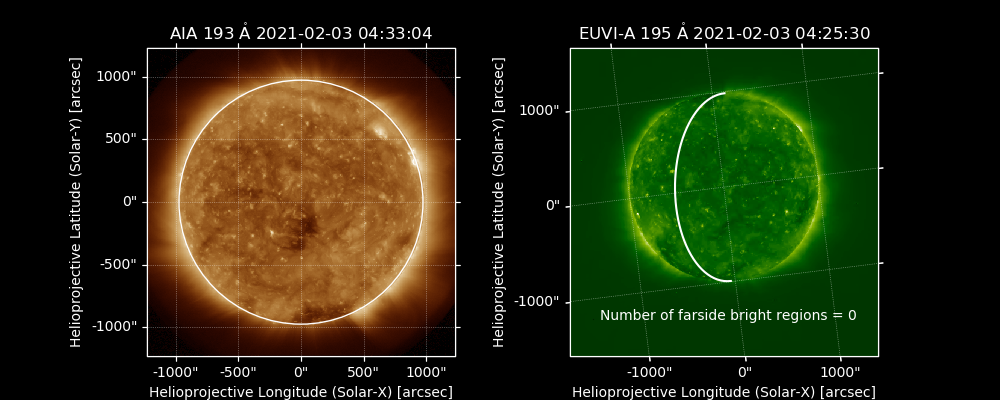 AIA 193 Å 2021-02-03 04:33:04
Helioprojective Latitude (Solar-Y) [arcsec]
1000"
500"
0"
-500"
-1000"
-1000" -500" 0" 500" 1000"
Helioprojective Longitude (Solar-X) [arcsec]
EUVI-A 195 Å 2021-02-03 04:25:30
Helioprojective Latitude (Solar-Y) [arcsec]
1000"
0"
-1000"
Number of farside bright regions = 0
-1000" 0" 1000"
Helioprojective Longitude (Solar-X) [arcsec]